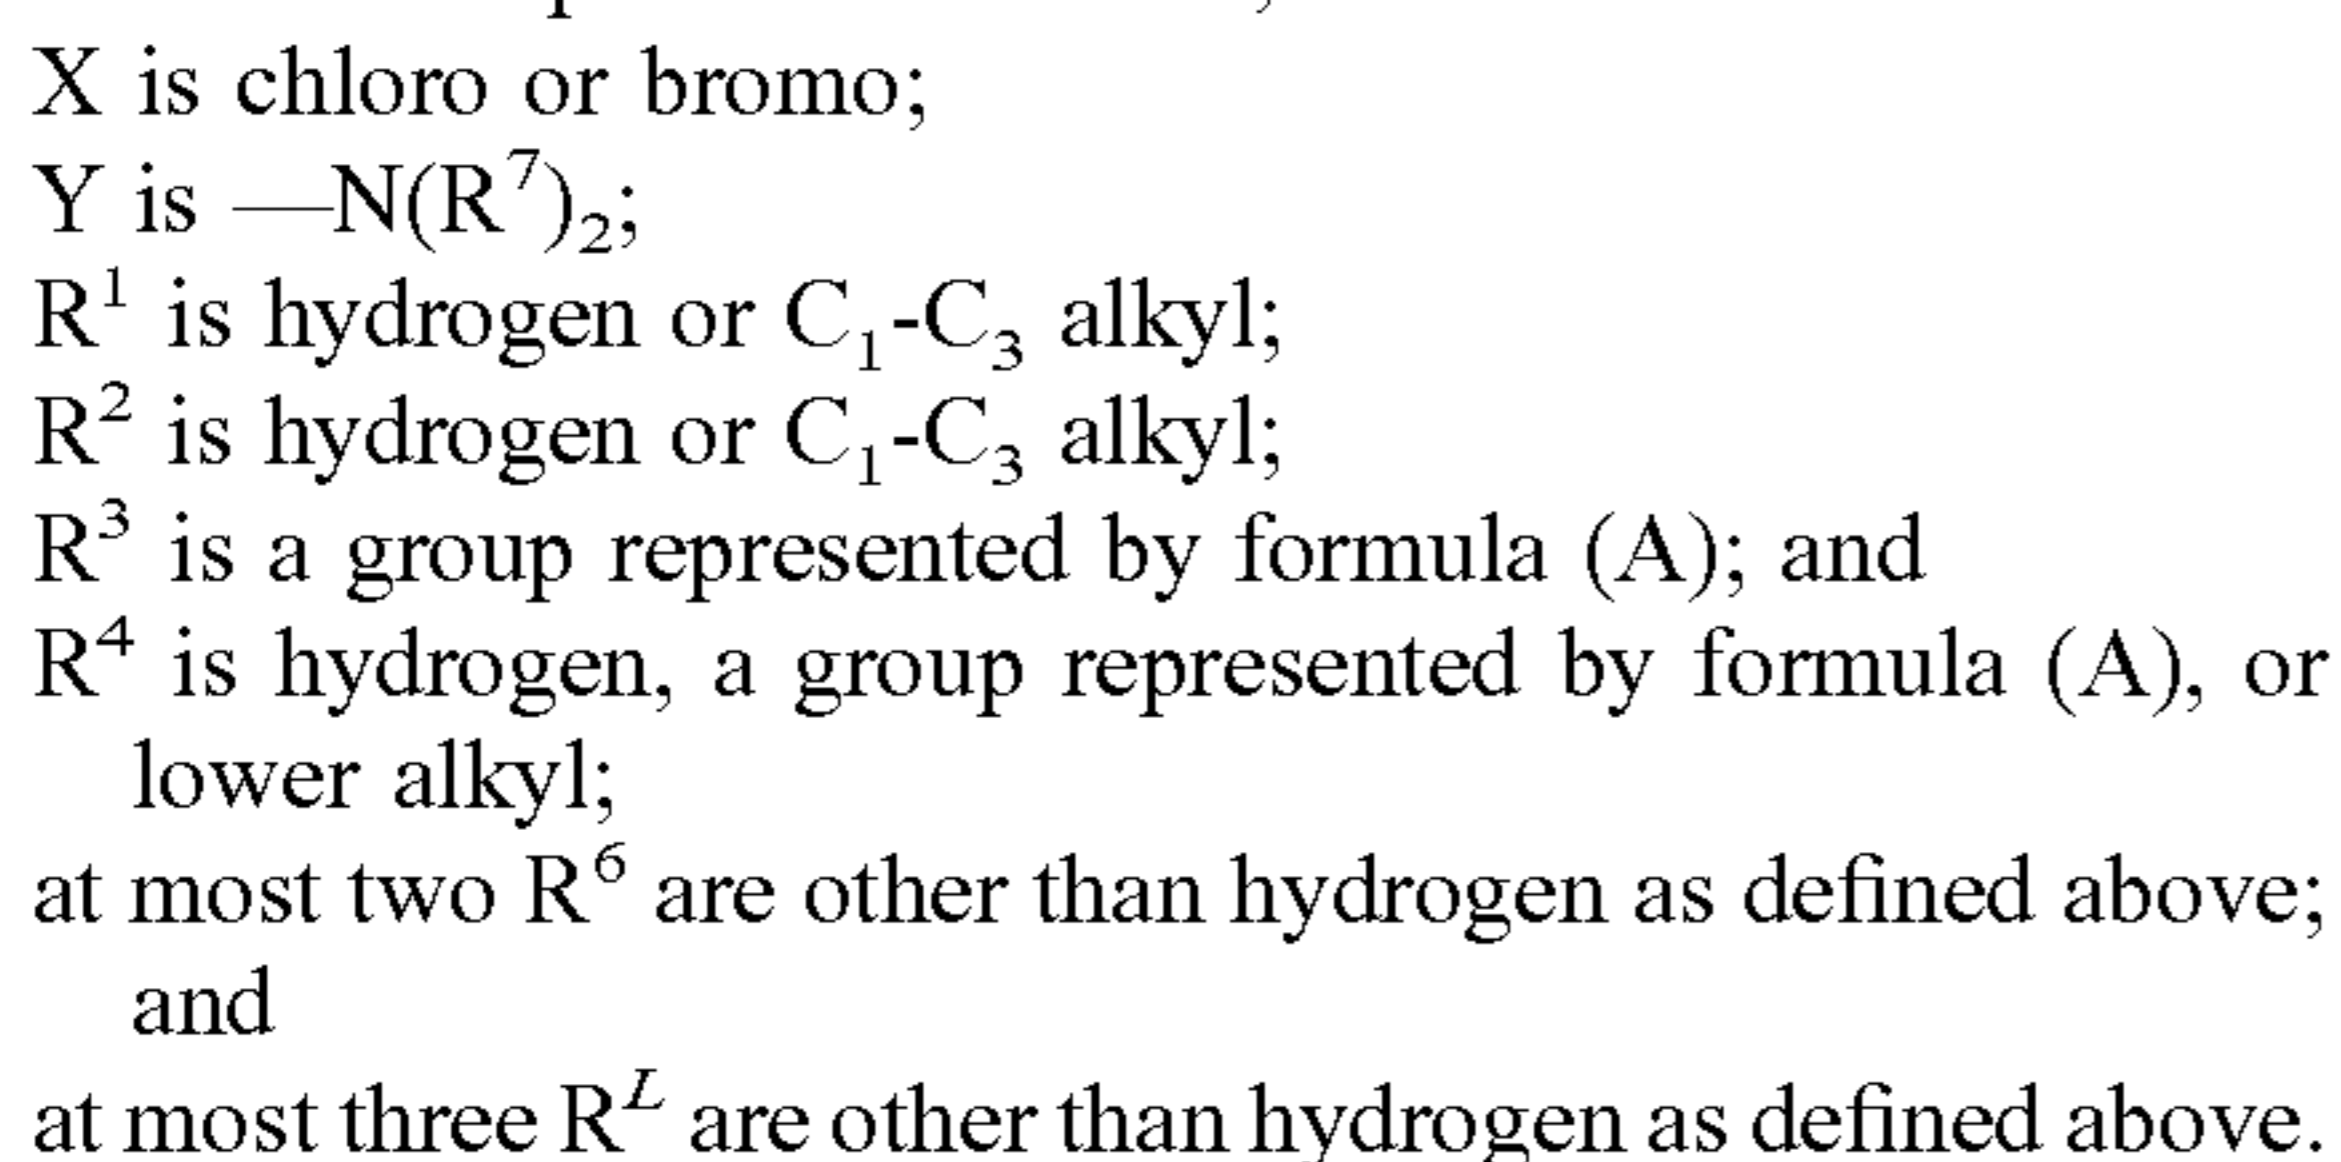 X is chloro or bromo;
Y is —N(R⁷)₂;
R¹ is hydrogen or C₁-C₃ alkyl;
R² is hydrogen or C₁-C₃ alkyl;
R³ is a group represented by formula (A); and
R⁴ is hydrogen, a group represented by formula (A), or
lower alkyl;
at most two R⁶ are other than hydrogen as defined above;
and
at most three Rᴸ are other than hydrogen as defined above.